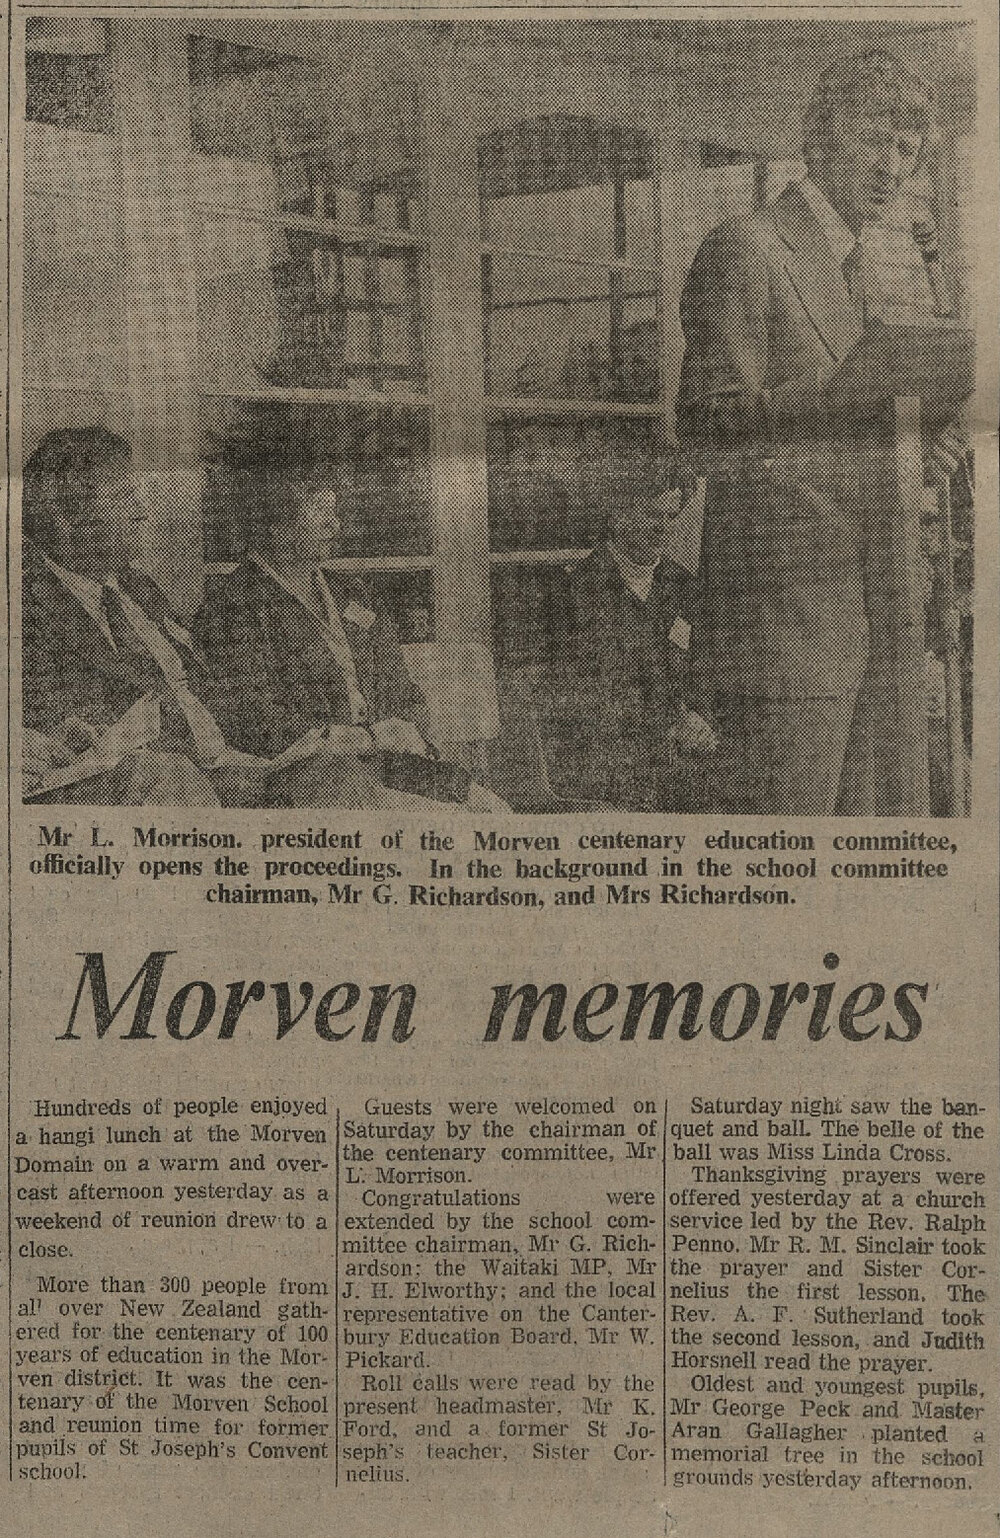 Mr L. Morrison. president of the Morven centenary education committee,
officially opens the proceedings. In the background in the school committee
chairman, Mr G. Richardson, and Mrs Richardson.
Morven memories
Hundreds of people enjoyed
a hangi lunch at the Morven
Domain on a warm and over-
cast afternoon yesterday as a
weekend of reunion drew to a
close.
More than 300 people from
al' over New Zealand gath-
ered for the centenary of 100
years of education in the Mor-
ven district. It was the cen-
tenary of the Morven School
and reunion time for former
pupils of St Joseph's Convent
school.
Guests were welcomed on
Saturday by the chairman of
the centenary committee, Mr
L. Morrison.
Congratulations were
extended by the school com-
mittee chairman, Mr G. Rich-
ardson; the Waitaki MP, Mr
J. H. Elworthy; and the local
representative on the Canter-
bury Education Board, Mr W.
Pickard.
Roll calls were read by the
present headmaster, Mr K.
Ford, and a former St Jo-
seph's teacher, Sister Cor-
nelius.
Saturday night saw the ban-
quet and ball. The belle of the
ball was Miss Linda Cross.
Thanksgiving prayers were
offered yesterday at a church
service led by the Rev. Ralph
Penno. Mr R. M. Sinclair took
the prayer and Sister Cor-
nelius the first lesson. The
Rev. A. F. Sutherland took
the second lesson, and Judith
Horsnell read the prayer.
Oldest and youngest pupils,
Mr George Peck and Master
Aran Gallagher planted a
memorial tree in the school
grounds yesterday afternoon.